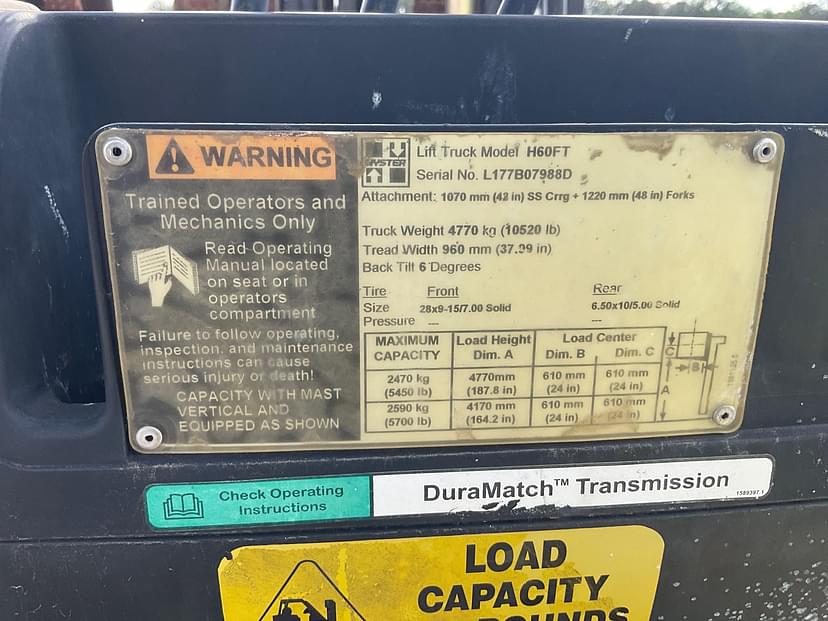 WARNING
Trained Operators and
Mechanics Only
Read Operating
Manual located
on seat or in
operators
compartment
Failure to follow operating,
inspection, and maintenance
instructions can cause
serious injury or death!
CAPACITY WITH MAST
VERTICAL AND
EQUIPPED AS SHOWN
HYSTER
Lift Truck Model H60FT
Serial No. L177B07988D
Attachment: 1070 mm (42 in) SS Crrg + 1220 mm (48 in) Forks
Truck Weight 4770 kg (10520 lb)
Tread Width 960 mm (37.99 in)
Back Tilt 6 Degrees
Tire Front Rear
Size 28x9-15/7.00 Solid 6.50x10/5.00 Solid
Pressure --- ---
MAXIMUM CAPACITY Load Height Dim. A Load Center Dim. B Dim. C
2470 kg 4770mm 610 mm 610 mm
(5450 lb) (187.8 in) (24 in) (24 in)
2590 kg 4170 mm 610 mm 610 mm
(5700 lb) (164.2 in) (24 in) (24 in)
C
B
A
Check Operating
Instructions
DuraMatch™ Transmission
1589397.1
LOAD
CAPACITY